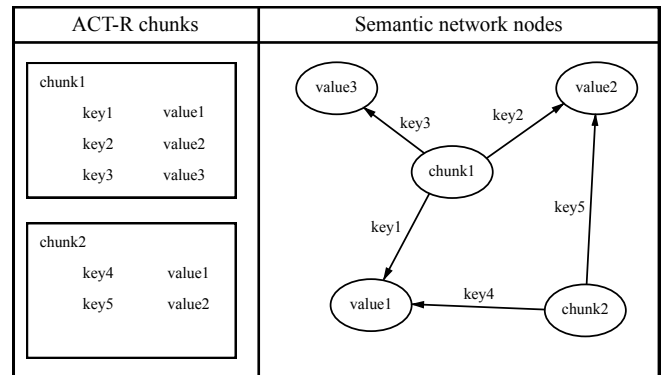 ACT-R chunks
Semantic network nodes
chunk1
key1 value1
key2 value2
key3 value3
chunk2
key4 value1
key5 value2
value3
value2
key3
key2
chunk1
key5
key1
value1
key4
chunk2